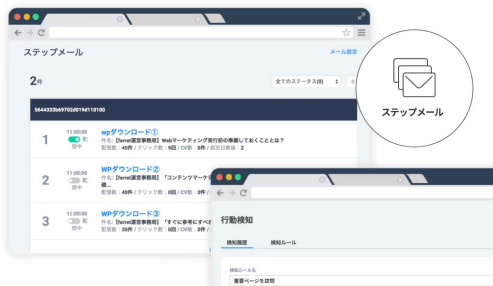 ステップメール
メール設定
2件
全てのステータス(0)
5644333b69702d019d110100
1
11:00:00
配信中
wpダウンロード①
件名:【ferret運営事務局】Webマーケティング実行前の準備しておくこととは?
配信数:45件 / クリック数:9回 / CV数:0件 / 設定日数後:2
2
11:00:00
配信中
WPダウンロード②
件名:【ferret運営事務局】「コンテンツマーケ
配信数:40件 / クリック数:0回 / CV数:0件 /
3
11:00:00
配信中
WPダウンロード③
件名:【ferret運営事務局】「すぐに参考にすべき
配信数:35件 / クリック数:0回 / CV数:0件 /
ステップメール
行動検知
検知履歴 検知ルール
検知ルール名
重要ページを訪問